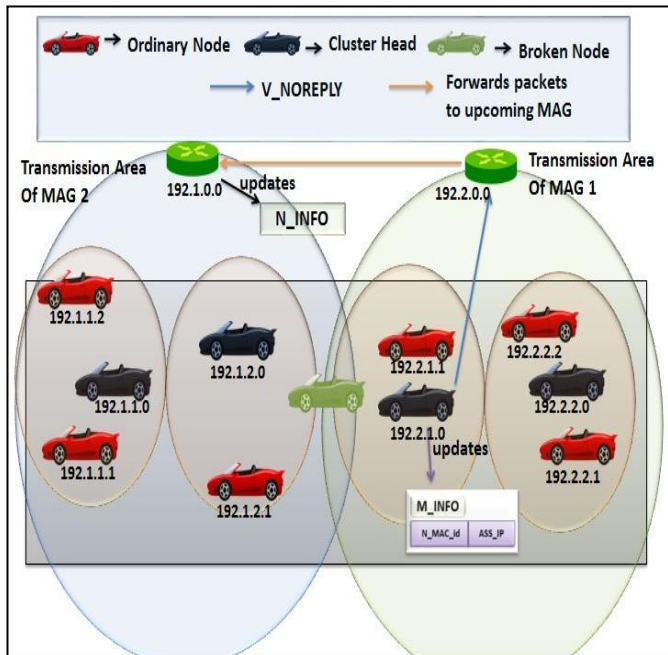 Ordinary Node
Cluster Head
Broken Node
V_NOREPLY
Forwards packets
to upcoming MAG
Transmission Area
Of MAG 2
192.1.0.0
updates
N_INFO
192.2.0.0
Transmission Area
Of MAG 1
192.1.1.2
192.1.1.0
192.1.1.1
192.1.2.0
192.1.2.1
192.2.1.1
192.2.1.0
updates
192.2.2.2
192.2.2.0
192.2.2.1
M_INFO
N_MAC_id
ASS_IP